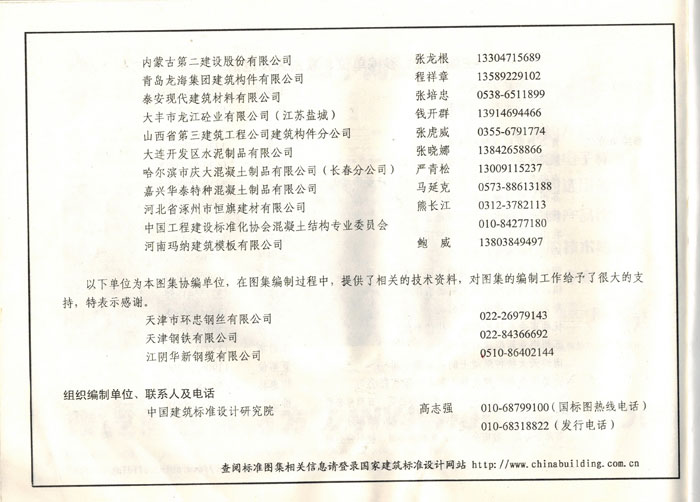 内蒙古第二建设股份有限公司 张龙根 13304715689
青岛龙海集团建筑构件有限公司 程祥章 13589229102
泰安现代建筑材料有限公司 张培忠 0538-6511899
大丰市龙江砼业有限公司（江苏盐城） 钱开群 13914694466
山西省第三建筑工程公司建筑构件分公司 张虎威 0355-6791774
大连开发区水泥制品有限公司 张晓娜 13842658866
哈尔滨市庆大混凝土制品有限公司（长春分公司） 严青松 13009115237
嘉兴华泰特种混凝土制品有限公司 马延克 0573-88613188
河北省涿州市恒旗建材有限公司 熊长江 0312-3782113
中国工程建设标准化协会混凝土结构专业委员会 010-84277180
河南玛纳建筑模板有限公司 鲍 威 13803849497
以下单位为本图集协编单位，在图集编制过程中，提供了相关的技术资料，对图集的编制工作给予了很大的支
持，特表示感谢。
天津市环忠钢丝有限公司 022-26979143
天津钢铁有限公司 022-84366692
江阴华新钢缆有限公司 0510-86402144
组织编制单位、联系人及电话
中国建筑标准设计研究院 高志强 010-68799100（国标图热线电话）
010-68318822（发行电话）
查阅标准图集相关信息请登录国家建筑标准设计网站 http://www.chinabuilding.com.cn